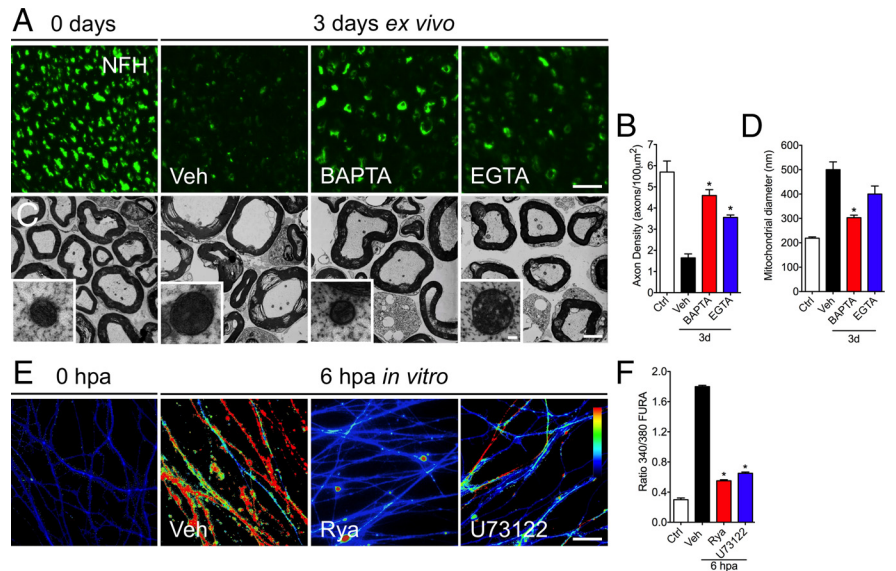 A 0 days 3 days ex vivo
NFH
Veh BAPTA EGTA
C
B
Axon Density (axons/100µm²)
7
6
5
4
3
2
1
0
Ctrl Veh BAPTA EGTA
3d
D
Mitochondrial diameter (nm)
600
500
400
300
200
100
Ctrl Veh BAPTA EGTA
3d
E 0 hpa 6 hpa in vitro
Veh Rya U73122
F
Ratio 340/380 FURA
2.0
1.6
1.2
0.8
0.4
0.0
Ctrl Veh Rya U73122
6 hpa